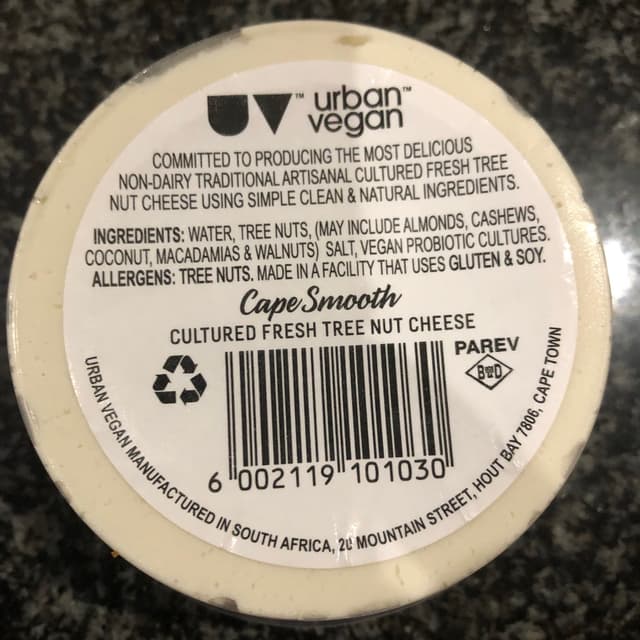 UV™ urban™
vegan
COMMITTED TO PRODUCING THE MOST DELICIOUS
NON-DAIRY TRADITIONAL ARTISANAL CULTURED FRESH TREE
NUT CHEESE USING SIMPLE CLEAN & NATURAL INGREDIENTS.
INGREDIENTS: WATER, TREE NUTS, (MAY INCLUDE ALMONDS, CASHEWS,
COCONUT, MACADAMIAS & WALNUTS) SALT, VEGAN PROBIOTIC CULTURES.
ALLERGENS: TREE NUTS. MADE IN A FACILITY THAT USES GLUTEN & SOY.
Cape Smooth
CULTURED FRESH TREE NUT CHEESE
PAREV
6 002119 101030
URBAN VEGAN MANUFACTURED IN SOUTH AFRICA, MOUNTAIN STREET, HOUT BAY 7806, CAPE TOWN